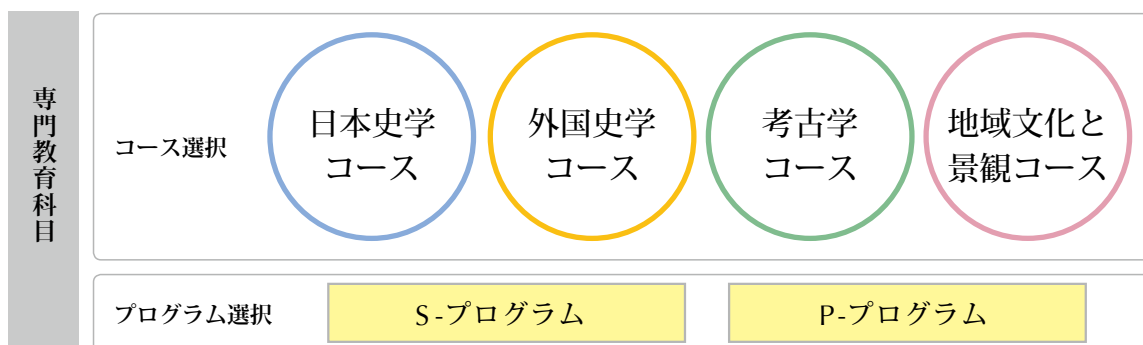 専門教育科目
コース選択
日本史学
コース
外国史学
コース
考古学
コース
地域文化と
景観コース
プログラム選択
S-プログラム
P-プログラム